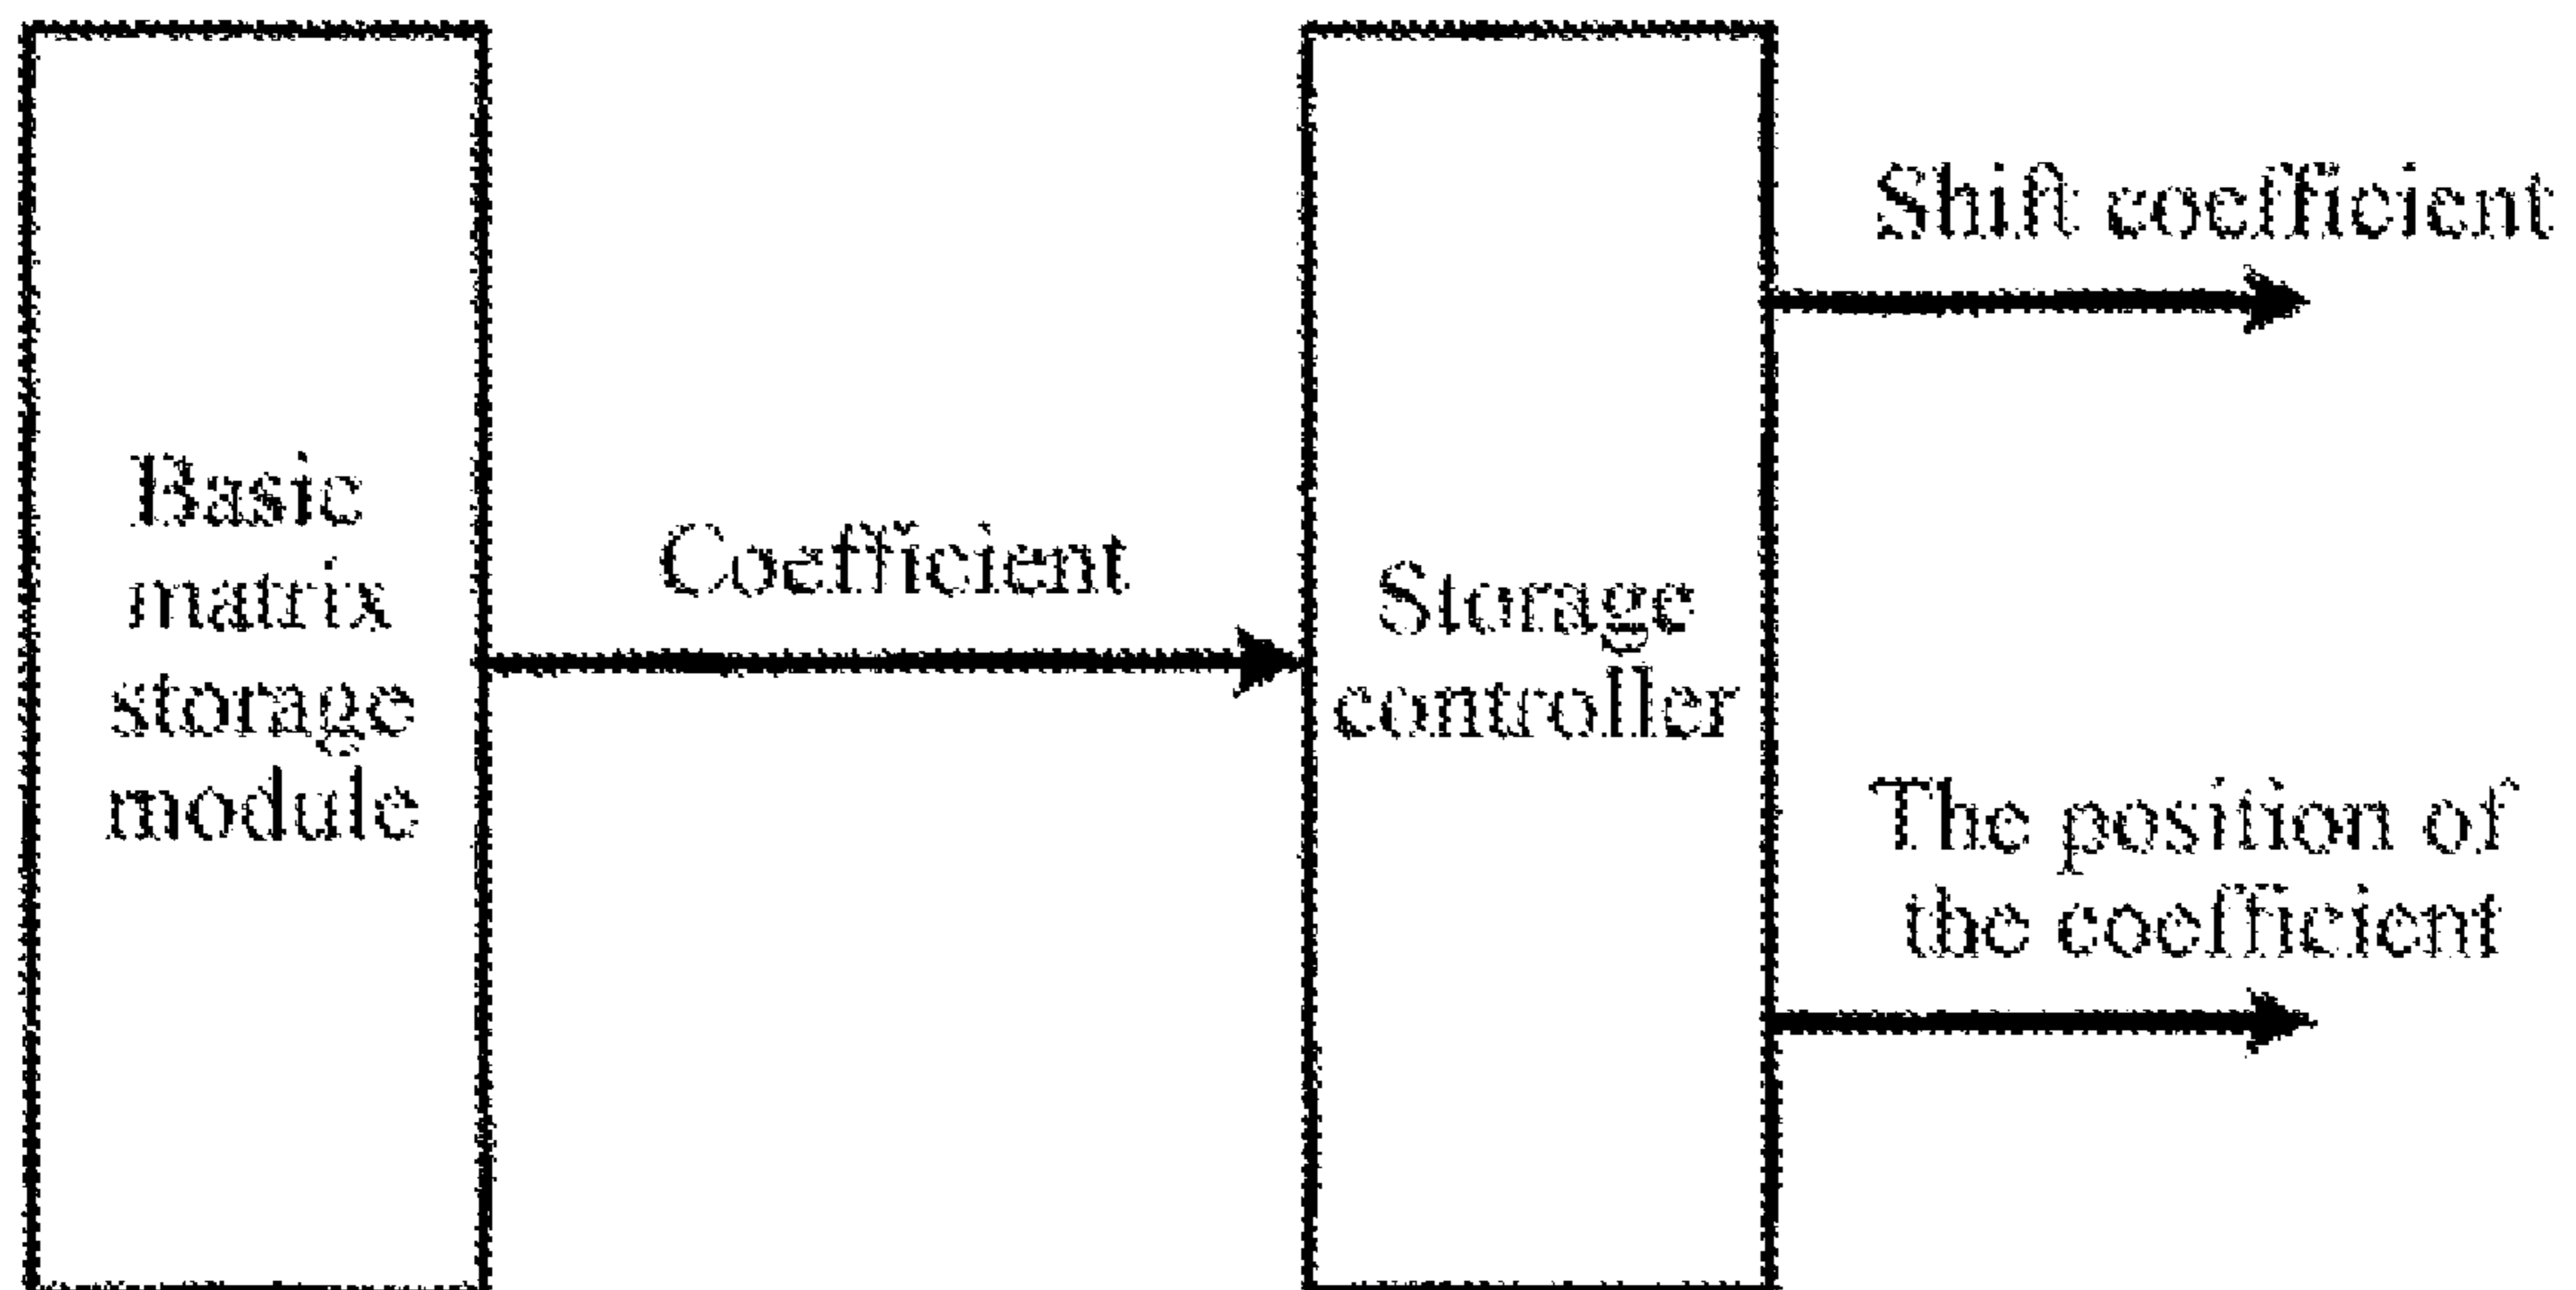 Basic
matrix
storage
module
Coefficient
Storage
controller
Shift coefficient
The position of
the coefficient